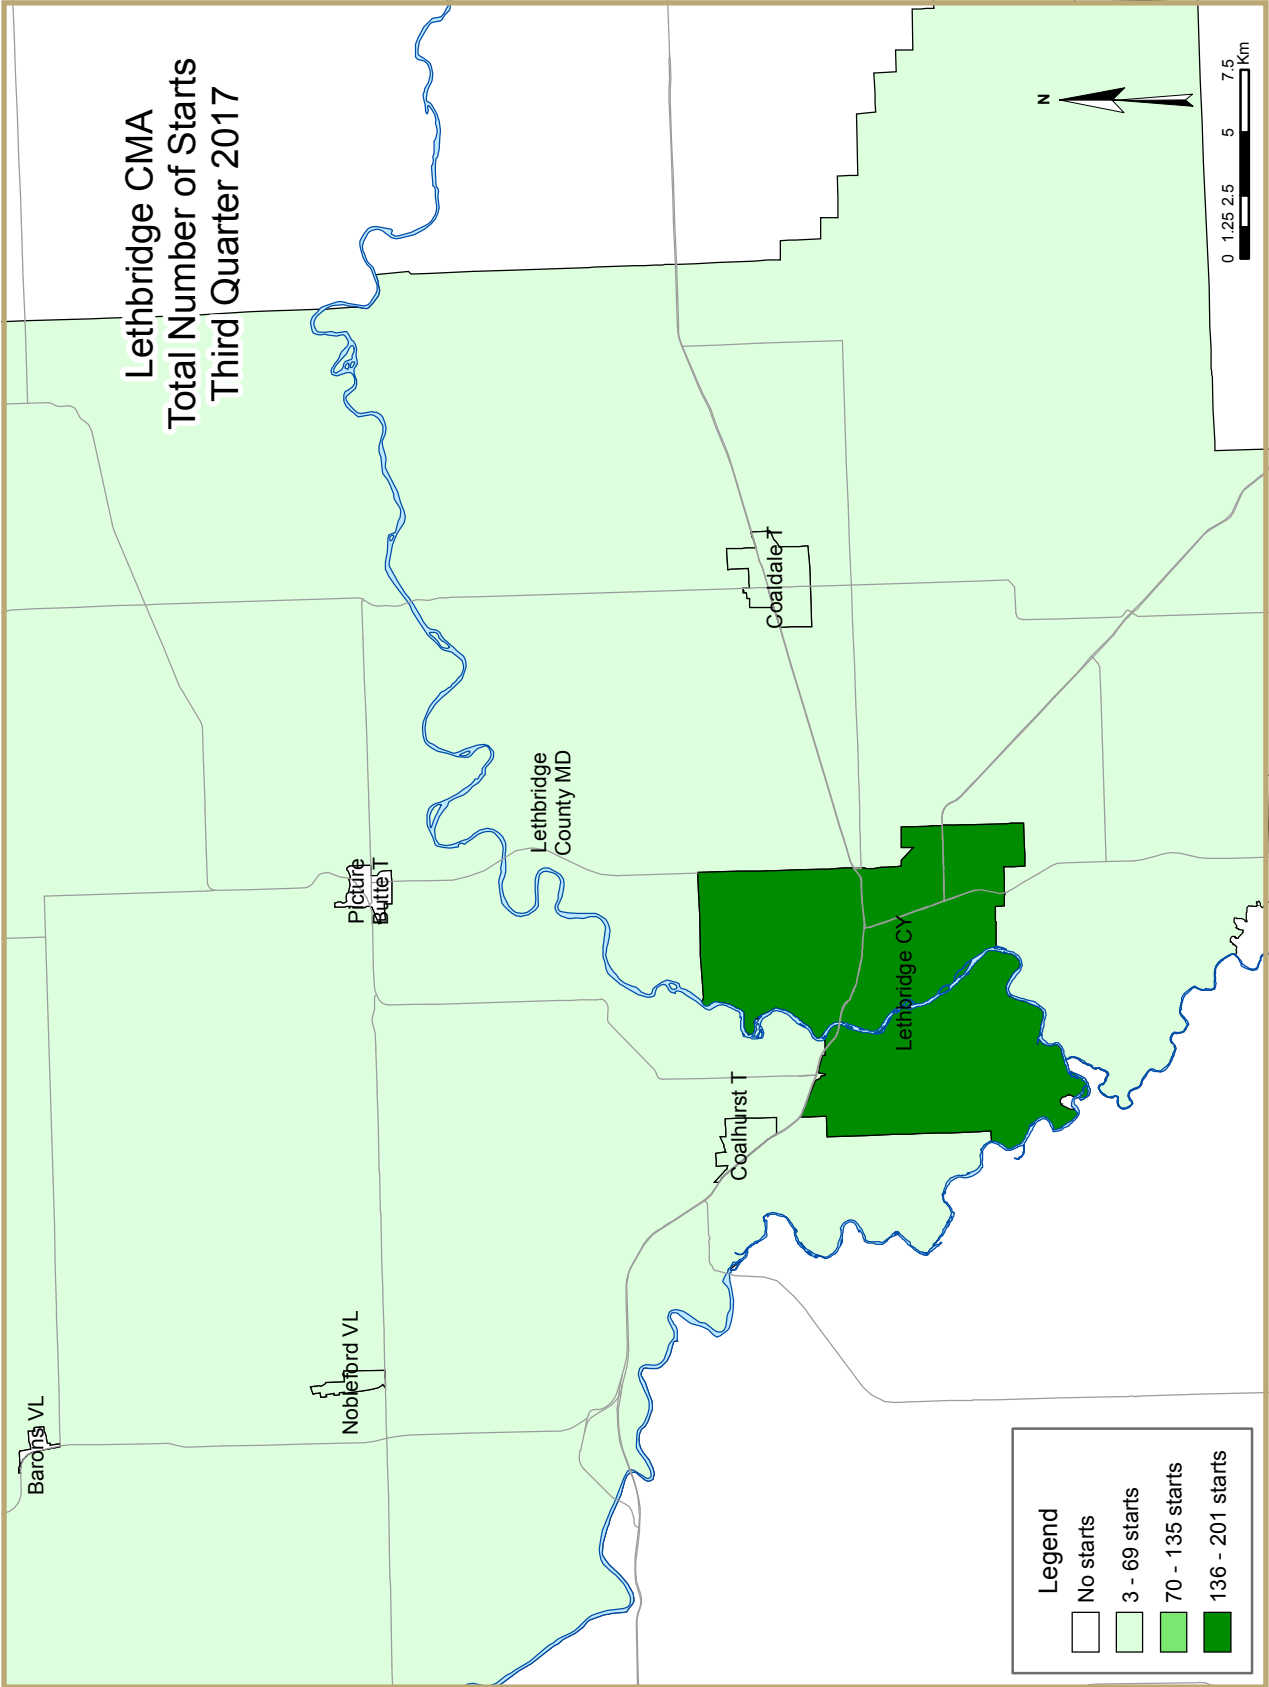 Lethbridge CMA
Total Number of Starts
Third Quarter 2017
Barons VL
Nobleford VL
Picture
Butte T
Lethbridge
County MD
Coalhurst T
Coaldale T
Lethbridge CY
Legend
No starts
3 - 69 starts
70 - 135 starts
136 - 201 starts
N
0 1.25 2.5 5 7.5
Km